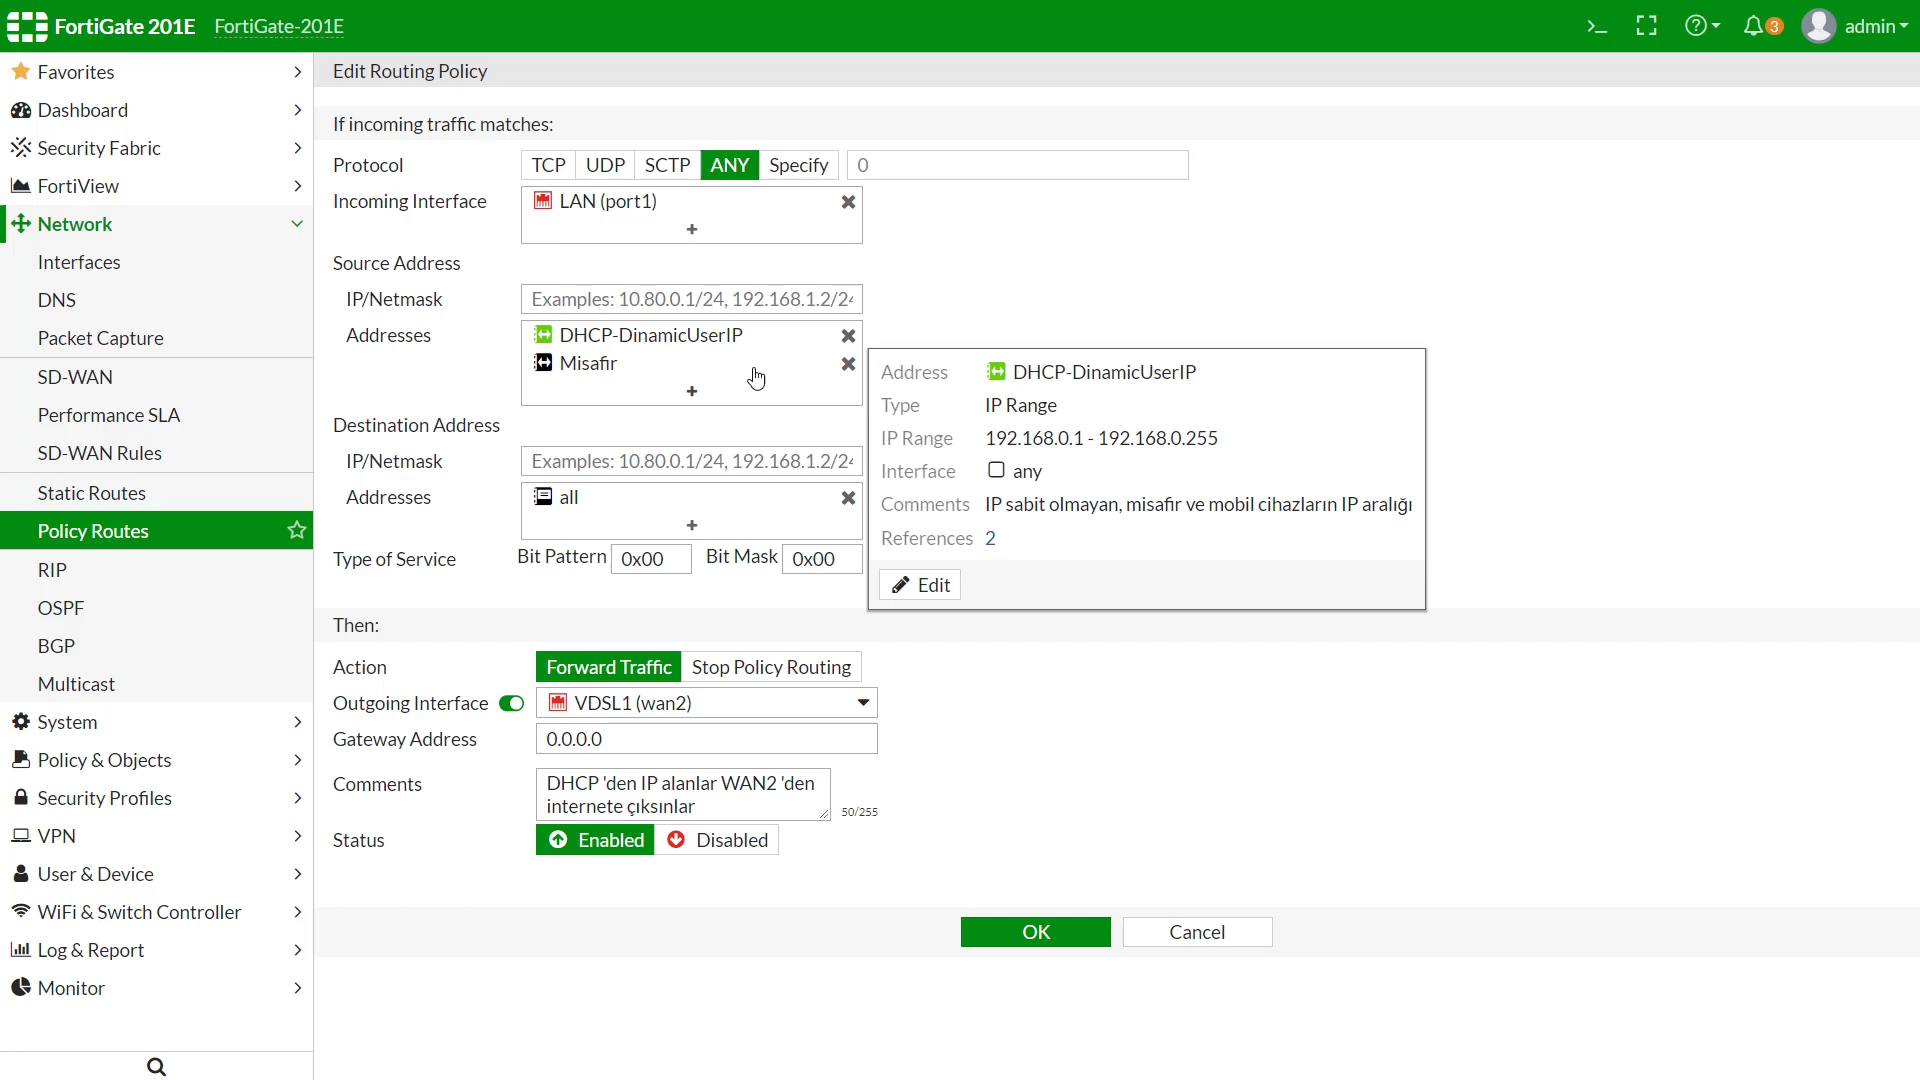 FortiGate 201E FortiGate-201E
3 admin
Favorites
Dashboard
Security Fabric
FortiView
Network
Interfaces
DNS
Packet Capture
SD-WAN
Performance SLA
SD-WAN Rules
Static Routes
Policy Routes
RIP
OSPF
BGP
Multicast
System
Policy & Objects
Security Profiles
VPN
User & Device
WiFi & Switch Controller
Log & Report
Monitor
Edit Routing Policy
If incoming traffic matches:
Protocol TCP UDP SCTP ANY Specify 0
Incoming Interface LAN (port1)
Source Address
IP/Netmask Examples: 10.80.0.1/24, 192.168.1.2/24
Addresses DHCP-DinamicUserIP
Misafir
Destination Address
IP/Netmask Examples: 10.80.0.1/24, 192.168.1.2/24
Addresses all
Type of Service Bit Pattern 0x00 Bit Mask 0x00
Address DHCP-DinamicUserIP
Type IP Range
IP Range 192.168.0.1 - 192.168.0.255
Interface any
Comments IP sabit olmayan, misafir ve mobil cihazların IP aralığı
References 2
Edit
Then:
Action Forward Traffic Stop Policy Routing
Outgoing Interface VDSL1 (wan2)
Gateway Address 0.0.0.0
Comments DHCP 'den IP alanlar WAN2 'den
internete çıksınlar
50/255
Status Enabled Disabled
OK Cancel